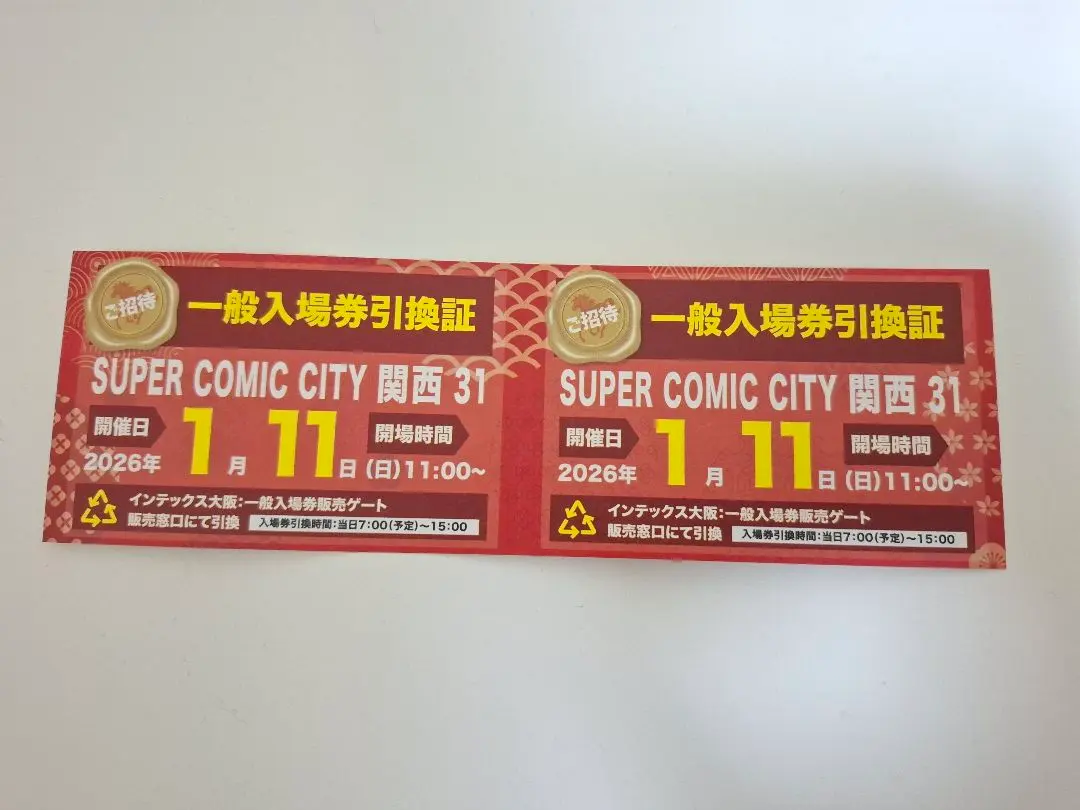 ご招待
一般入場券引換証
SUPER COMIC CITY 関西 31
開催日
2026年
1月11日(日)11:00~
開場時間
インテックス大阪:一般入場券販売ゲート
販売窓口にて引換
入場券引換時間:当日7:00(予定)~15:00
ご招待
一般入場券引換証
SUPER COMIC CITY 関西 31
開催日
2026年
1月11日(日)11:00~
開場時間
インテックス大阪:一般入場券販売ゲート
販売窓口にて引換
入場券引換時間:当日7:00(予定)~15:00